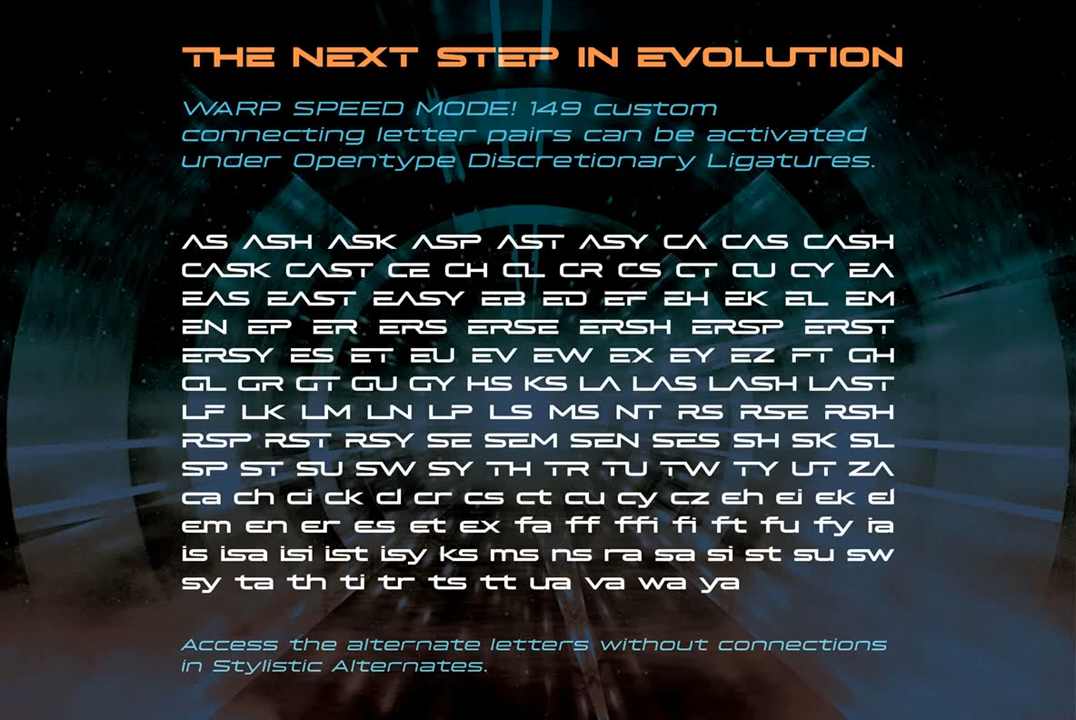 THE NEXT STEP IN EVOLUTION
WARP SPEED MODE! 149 custom
connecting letter pairs can be activated
under Opentype Discretionary Ligatures.
AS ASH ASK ASP AST ASY CA CAS CASH
CASK CAST CE CH CL CR CS CT CU CY EA
EAS EAST EASY EB ED EF EH EK EL EM
EN EP ER ERS ERSE ERSH ERSP ERST
ERSY ES ET EU EV EW EX EY EZ FT GH
GL GR GT GU GY HS KS LA LAS LASH LAST
LF LK LM LN LP LS MS NT RS RSE RSH
RSP RST RSY SE SEM SEN SES SH SK SL
SP ST SU SW SY TH TR TU TW TY UT ZA
ca ch ci ck cl cr cs ct cu cy cz eh ei ek el
em en er es et ex fa ff ffi fi ft fu fy ia
is isa isi ist isy ks ms ns ra sa si st su sw
sy ta th ti tr ts tt ua va wa ya
Access the alternate letters without connections
in Stylistic Alternates.